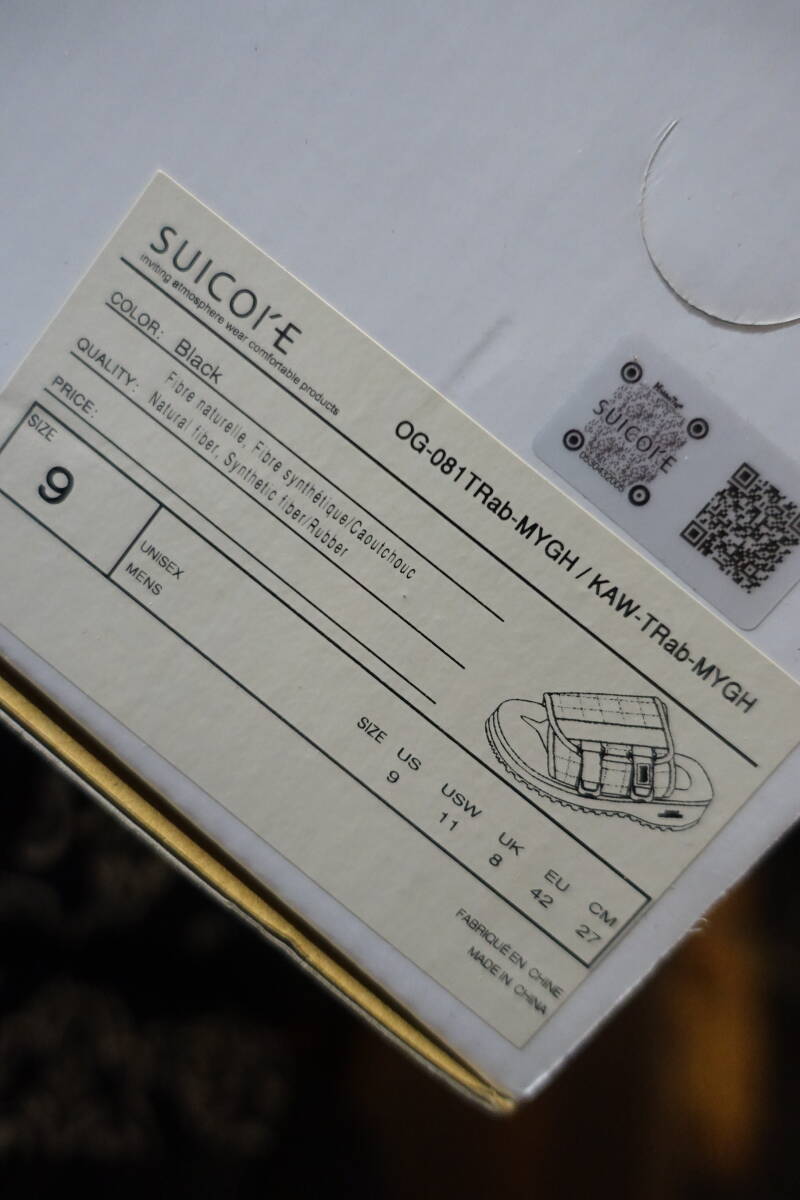 SUICOKE
inviting atmosphere wear comfortable products
OG-081TRab-MYGH / KAW-TRab-MYGH
COLOR: Black
QUALITY: Fibre naturelle, Fibre synthétique/Caoutchouc
Natural fiber, Synthetic fiber/Rubber
PRICE:
SIZE
9
UNISEX
MENS
SIZE US USW UK EU CM
9 11 8 42 27
FABRIQUÉ EN CHINE
MADE IN CHINA
SUICOKE